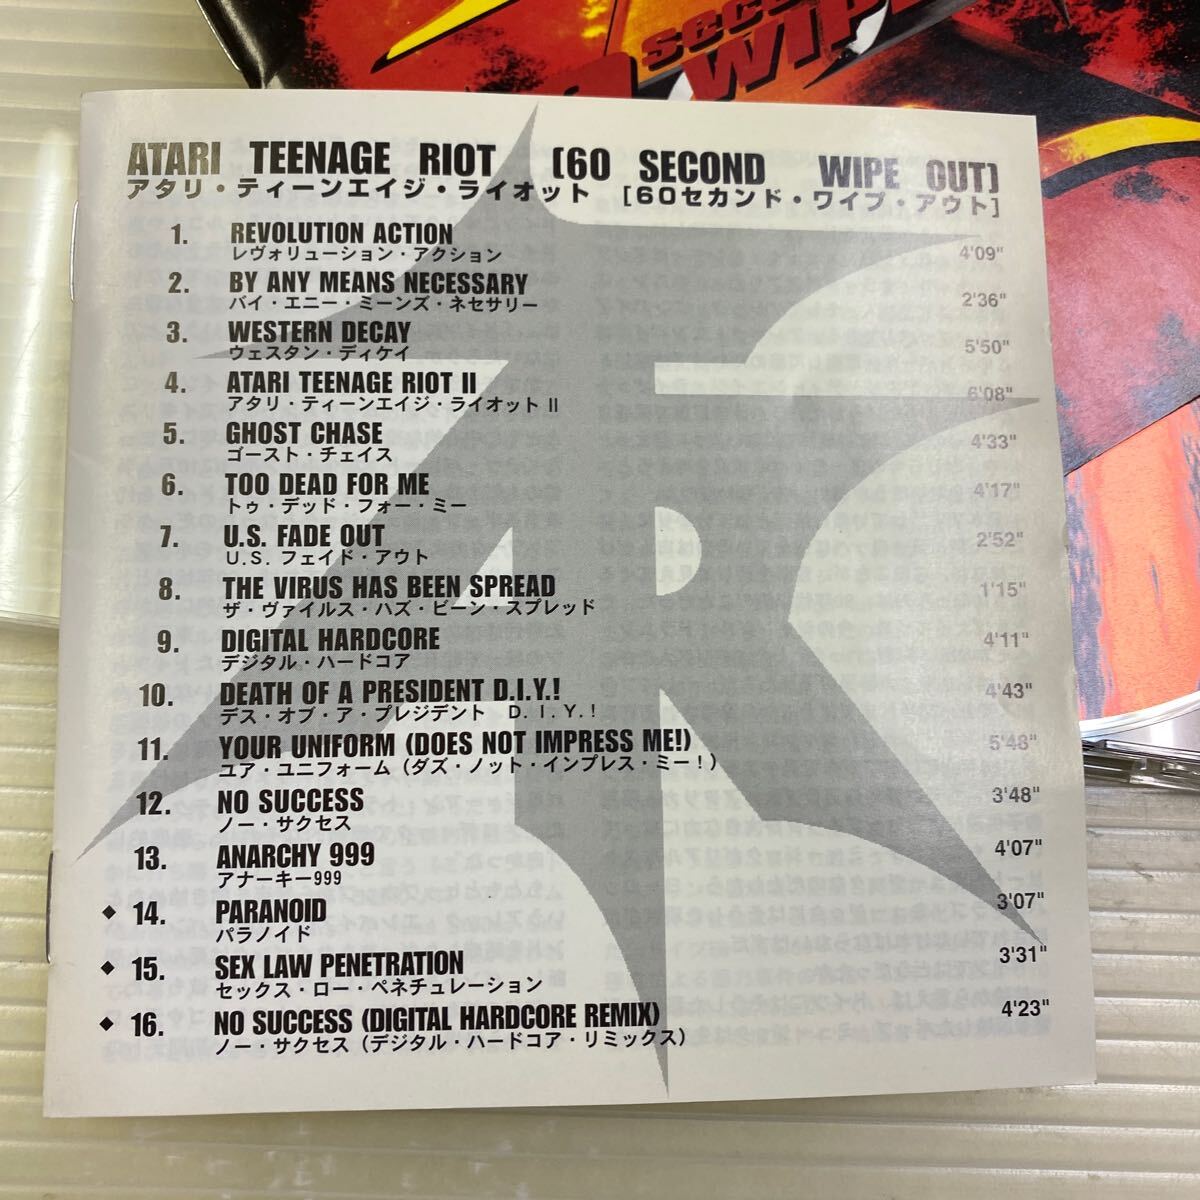 seco
WIP
ATARI TEENAGE RIOT [60 SECOND WIPE OUT]
アタリ・ティーンエイジ・ライオット [60セカンド・ワイプ・アウト]
1. REVOLUTION ACTION 4'09"
レヴォリューション・アクション
2. BY ANY MEANS NECESSARY 2'36"
バイ・エニー・ミーンズ・ネセサリー
3. WESTERN DECAY 5'50"
ウェスタン・ディケイ
4. ATARI TEENAGE RIOT II 6'08"
アタリ・ティーンエイジ・ライオット II
5. GHOST CHASE 4'33"
ゴースト・チェイス
6. TOO DEAD FOR ME 4'17"
トゥ・デッド・フォー・ミー
7. U.S. FADE OUT 2'52"
U.S. フェイド・アウト
8. THE VIRUS HAS BEEN SPREAD 1'15"
ザ・ヴァイルス・ハズ・ビーン・スプレッド
9. DIGITAL HARDCORE 4'11"
デジタル・ハードコア
10. DEATH OF A PRESIDENT D.I.Y.! 4'43"
デス・オブ・ア・プレジデント D.I.Y.!
11. YOUR UNIFORM (DOES NOT IMPRESS ME!) 5'48"
ユア・ユニフォーム（ダズ・ノット・インプレス・ミー！）
12. NO SUCCESS 3'48"
ノー・サクセス
13. ANARCHY 999 4'07"
アナーキー999
◆ 14. PARANOID 3'07"
パラノイド
◆ 15. SEX LAW PENETRATION 3'31"
セックス・ロー・ペネチュレーション
◆ 16. NO SUCCESS (DIGITAL HARDCORE REMIX) 4'23"
ノー・サクセス（デジタル・ハードコア・リミックス）